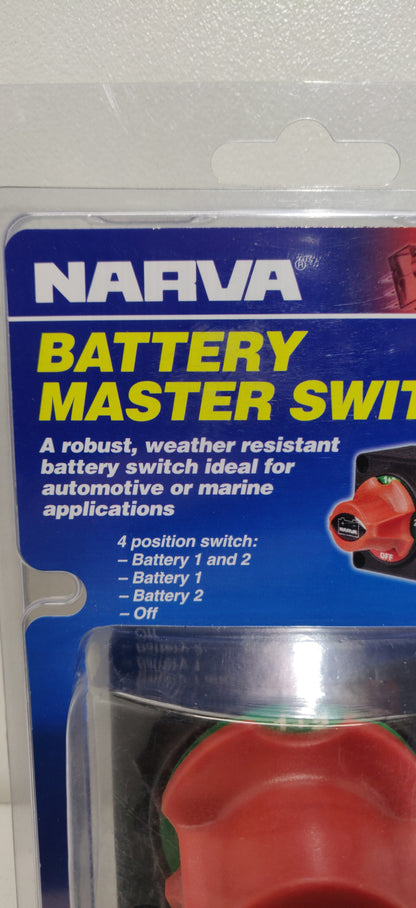 NARVA®
BATTERY
MASTER SWIT
A robust, weather resistant
battery switch ideal for
automotive or marine
applications
4 position switch:
– Battery 1 and 2
– Battery 1
– Battery 2
– Off
NARVA
OFF